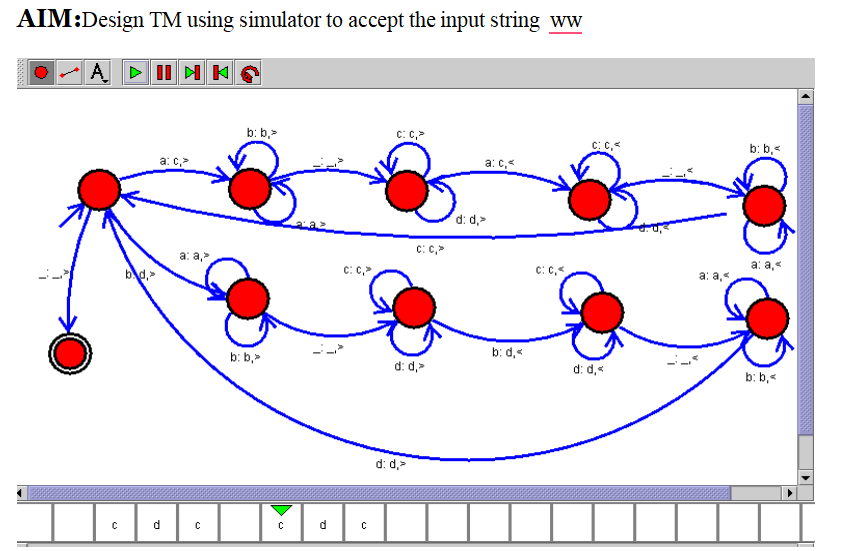 AIM:Design TM using simulator to accept the input string ww
A
b: b,>
c: c,>
c: c,<
b: b,<
a: c,>
_: _,>
a: c,<
_: _,<
a: a,>
d: d,>
d: d,<
c: c,>
a: a,<
_: _,>
b: d,>
a: a,>
c: c,>
c: c,<
a: a,<
b: b,>
_: _,>
d: d,>
b: d,<
d: d,<
_: _,<
b: b,<
d: d,>
c d c c d c